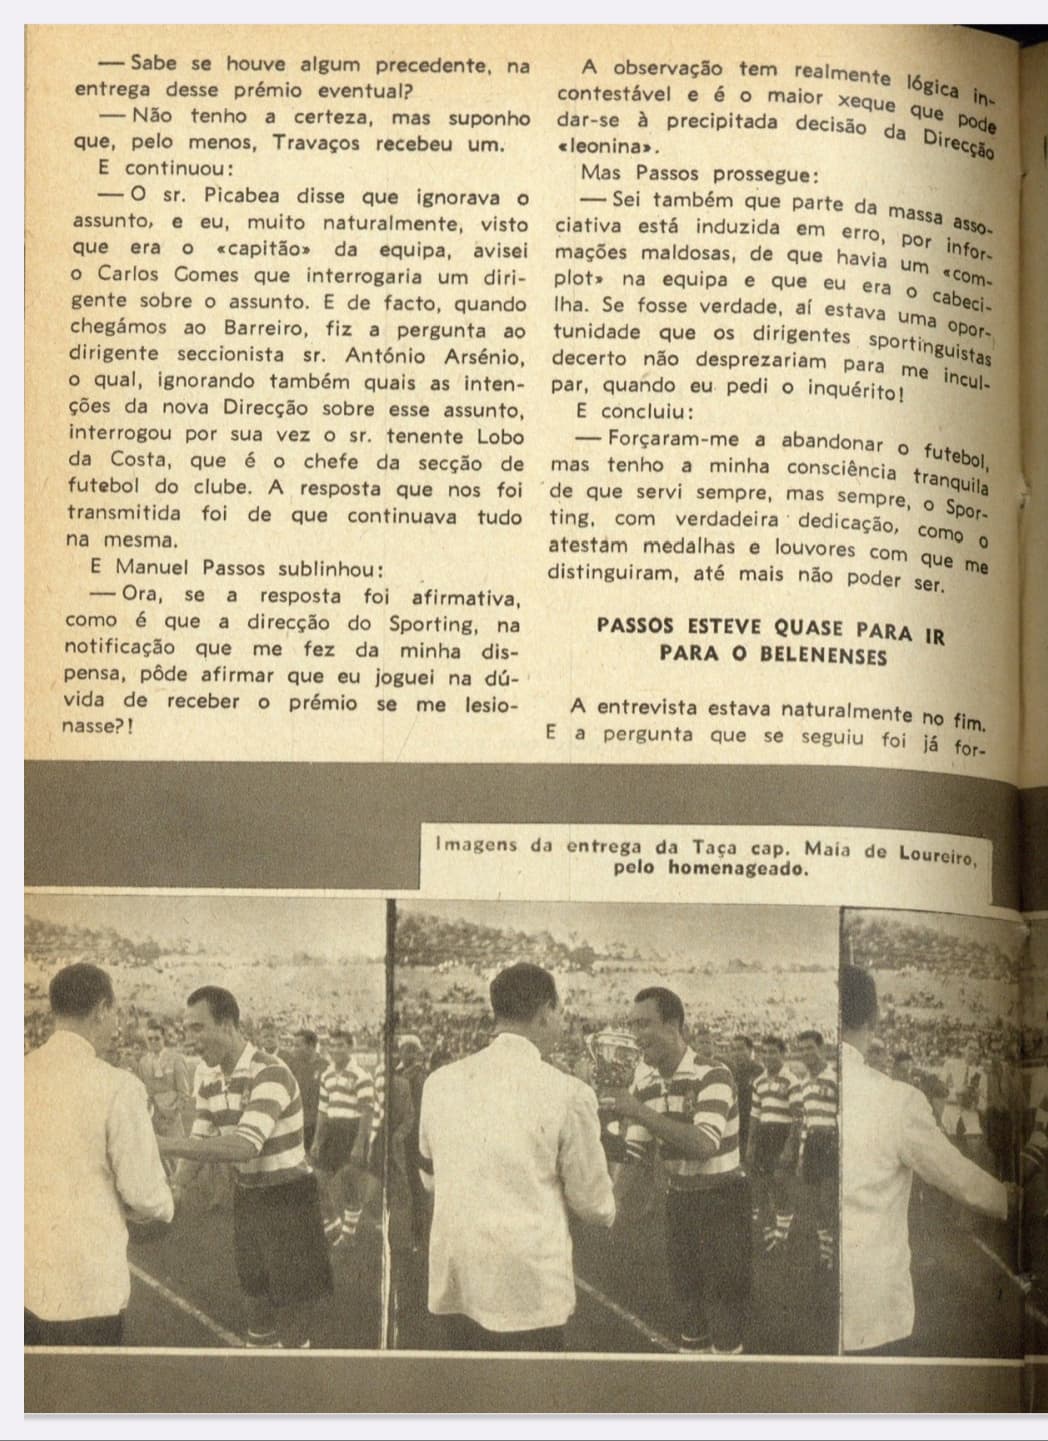 — Sabe se houve algum precedente, na
entrega desse prémio eventual?
— Não tenho a certeza, mas suponho
que, pelo menos, Travaços recebeu um.
E continuou:
— O sr. Picabea disse que ignorava o
assunto, e eu, muito naturalmente, visto
que era o «capitão» da equipa, avisei
o Carlos Gomes que interrogaria um diri-
gente sobre o assunto. E de facto, quando
chegámos ao Barreiro, fiz a pergunta ao
dirigente seccionista sr. António Arsénio,
o qual, ignorando também quais as inten-
ções da nova Direcção sobre esse assunto,
interrogou por sua vez o sr. tenente Lobo
da Costa, que é o chefe da secção de
futebol do clube. A resposta que nos foi
transmitida foi de que continuava tudo
na mesma.
E Manuel Passos sublinhou:
— Ora, se a resposta foi afirmativa,
como é que a direcção do Sporting, na
notificação que me fez da minha dis-
pensa, pôde afirmar que eu joguei na dú-
vida de receber o prémio se me lesio-
nasse?!
A observação tem realmente lógica in-
contestável e é o maior xeque que pode
dar-se à precipitada decisão da Direcção
«leonina».
Mas Passos prossegue:
— Sei também que parte da massa asso-
ciativa está induzida em erro, por infor-
mações maldosas, de que havia um «com-
plot» na equipa e que eu era o cabeci-
lha. Se fosse verdade, aí estava uma opor-
tunidade que os dirigentes sportinguistas
decerto não desprezariam para me incul-
par, quando eu pedi o inquérito!
E concluiu:
— Forçaram-me a abandonar o futebol,
mas tenho a minha consciência tranquila
de que servi sempre, mas sempre, o Spor-
ting, com verdadeira dedicação, como o
atestam medalhas e louvores com que me
distinguiram, até mais não poder ser.
PASSOS ESTEVE QUASE PARA IR
PARA O BELENENSES
A entrevista estava naturalmente no fim.
E a pergunta que se seguiu foi já for-
Imagens da entrega da Taça cap. Maia de Loureiro,
pelo homenageado.